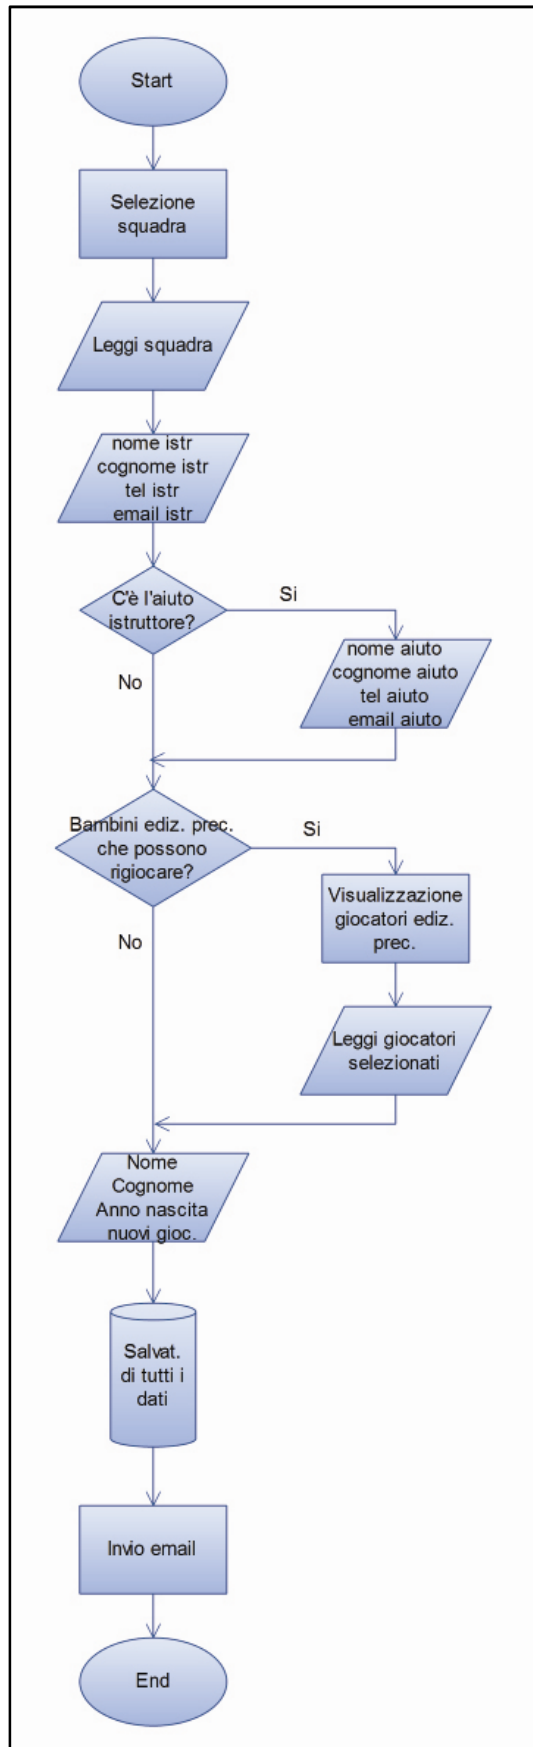 Start
Selezione
squadra
Leggi squadra
nome istr
cognome istr
tel istr
email istr
C'è l'aiuto
istruttore?
Si
No
nome aiuto
cognome aiuto
tel aiuto
email aiuto
Bambini ediz. prec.
che possono
rigiocare?
Si
No
Visualizzazione
giocatori ediz.
prec.
Leggi giocatori
selezionati
Nome
Cognome
Anno nascita
nuovi gioc.
Salvat.
di tutti i
dati
Invio email
End